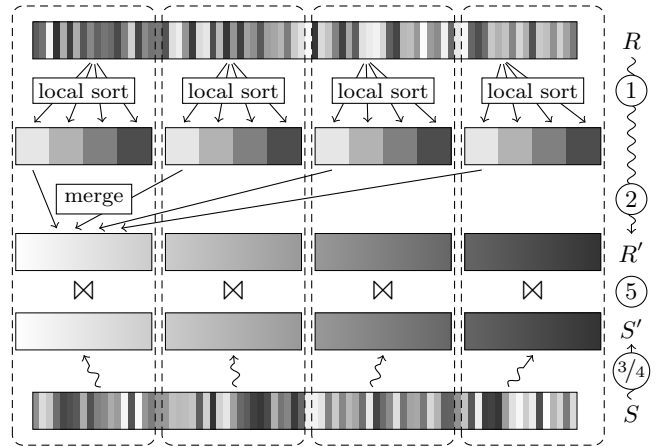 R
local sort local sort local sort local sort
1
merge
2
R'
⋈ ⋈ ⋈ ⋈ 5
S'
3/4
S